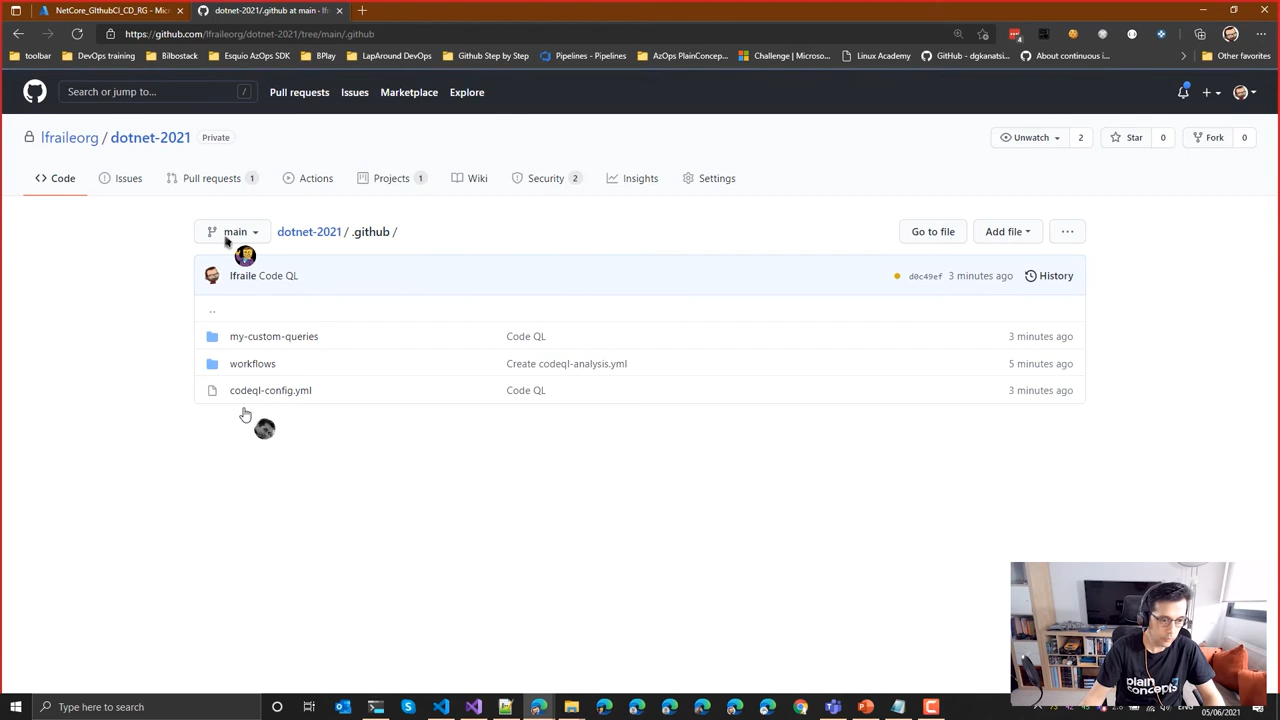 NetCore_GIthubCI_CD_RG - Micr
dotnet-2021/.github at main · lfr
https://github.com/lfraileorg/dotnet-2021/tree/main/.github
toolbar
DevOps training
Bilbostack
Esquio AzOps SDK
BPlay
LapAround DevOps
Github Step by Step
Pipelines - Pipelines
AzOps PlainConcep...
Challenge | Microso...
Linux Academy
GitHub - dgkanatsi...
About continuous i...
Other favorites
Search or jump to...
/
Pull requests
Issues
Marketplace
Explore
lfraileorg / dotnet-2021
Private
Unwatch
2
Star
0
Fork
0
Code
Issues
Pull requests
1
Actions
Projects
1
Wiki
Security
2
Insights
Settings
main
dotnet-2021 / .github /
Go to file
Add file
lfraile Code QL
d0c49ef
3 minutes ago
History
..
my-custom-queries
Code QL
3 minutes ago
workflows
Create codeql-analysis.yml
5 minutes ago
codeql-config.yml
Code QL
3 minutes ago
plain
concepts
Type here to search
ENG
05/06/2021